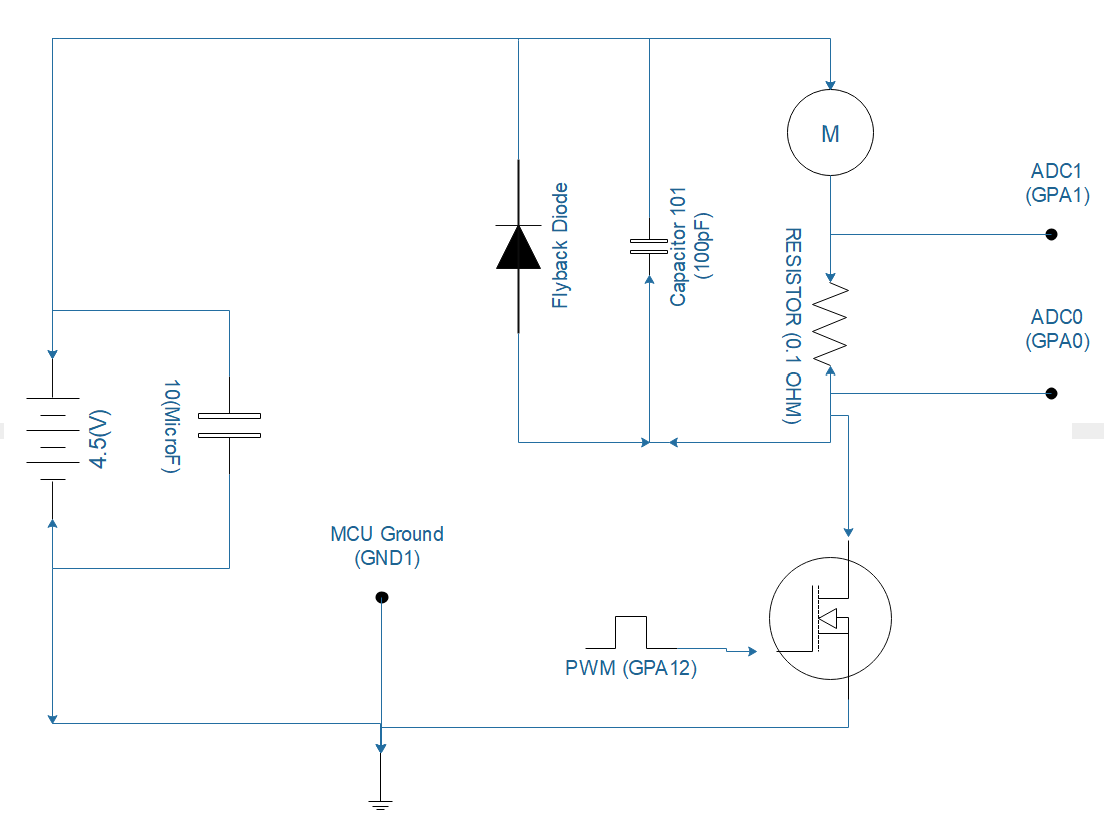 M
ADC1
(GPA1)
Flyback Diode
Capacitor 101
(100pF)
RESISTOR (0.1 OHM)
ADC0
(GPA0)
4.5(V)
10(MicroF)
MCU Ground
(GND1)
PWM (GPA12)